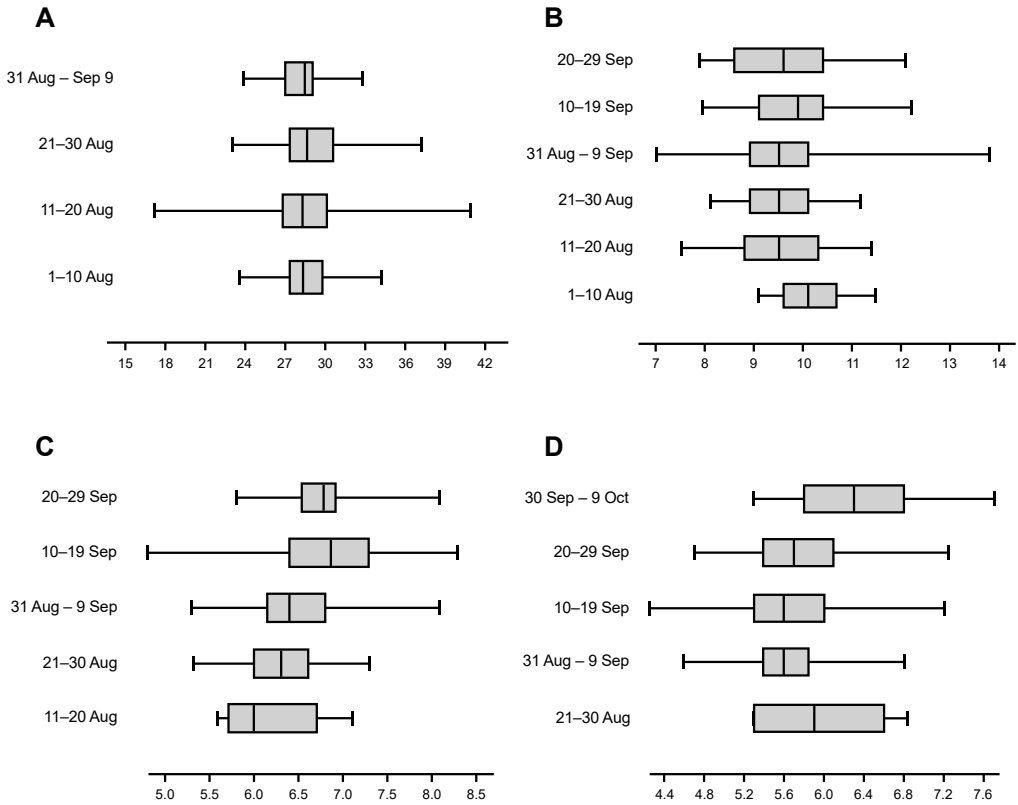 A
31 Aug – Sep 9
21–30 Aug
11–20 Aug
1–10 Aug
15 18 21 24 27 30 33 36 39 42
B
20–29 Sep
10–19 Sep
31 Aug – 9 Sep
21–30 Aug
11–20 Aug
1–10 Aug
7 8 9 10 11 12 13 14
C
20–29 Sep
10–19 Sep
31 Aug – 9 Sep
21–30 Aug
11–20 Aug
5.0 5.5 6.0 6.5 7.0 7.5 8.0 8.5
D
30 Sep – 9 Oct
20–29 Sep
10–19 Sep
31 Aug – 9 Sep
21–30 Aug
4.4 4.8 5.2 5.6 6.0 6.4 6.8 7.2 7.6